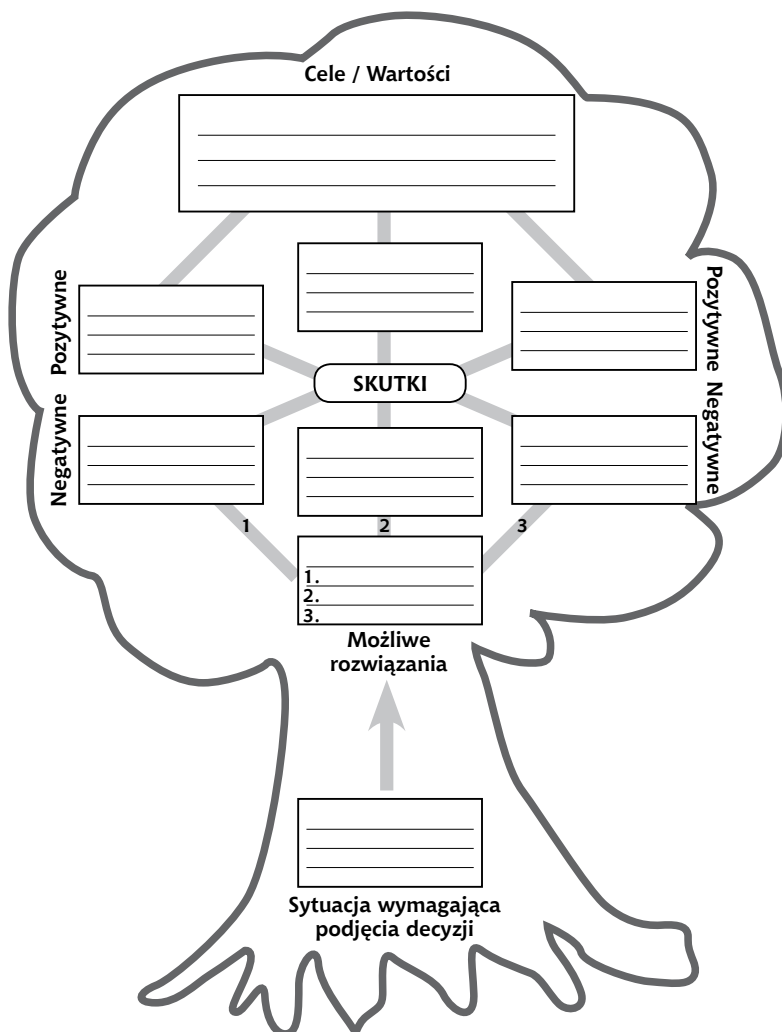 Cele / Wartości
Pozytywne
Pozytywne
SKUTKI
Negatywne
Negatywne
1
2
3
1.
2.
3.
Możliwe
rozwiązania
Sytuacja wymagająca
podjęcia decyzji